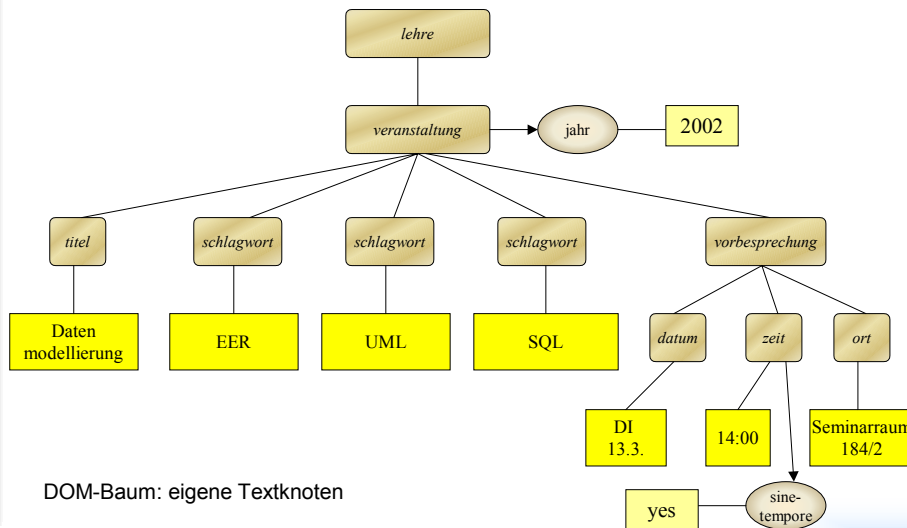 lehre
veranstaltung
jahr
2002
titel
schlagwort
schlagwort
schlagwort
vorbesprechung
Daten
modellierung
EER
UML
SQL
datum
zeit
ort
DI
13.3.
14:00
Seminarraum
184/2
DOM-Baum: eigene Textknoten
yes
sine-
tempore